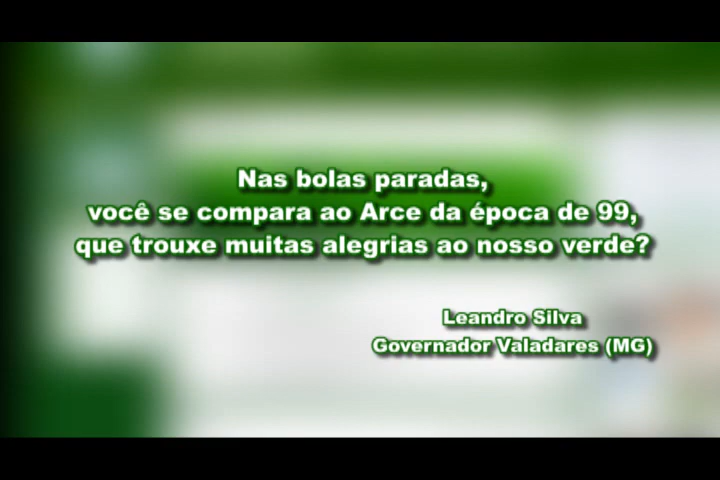 Nas bolas paradas,
você se compara ao Arce da época de 99,
que trouxe muitas alegrias ao nosso verde?
Leandro Silva
Governador Valadares (MG)